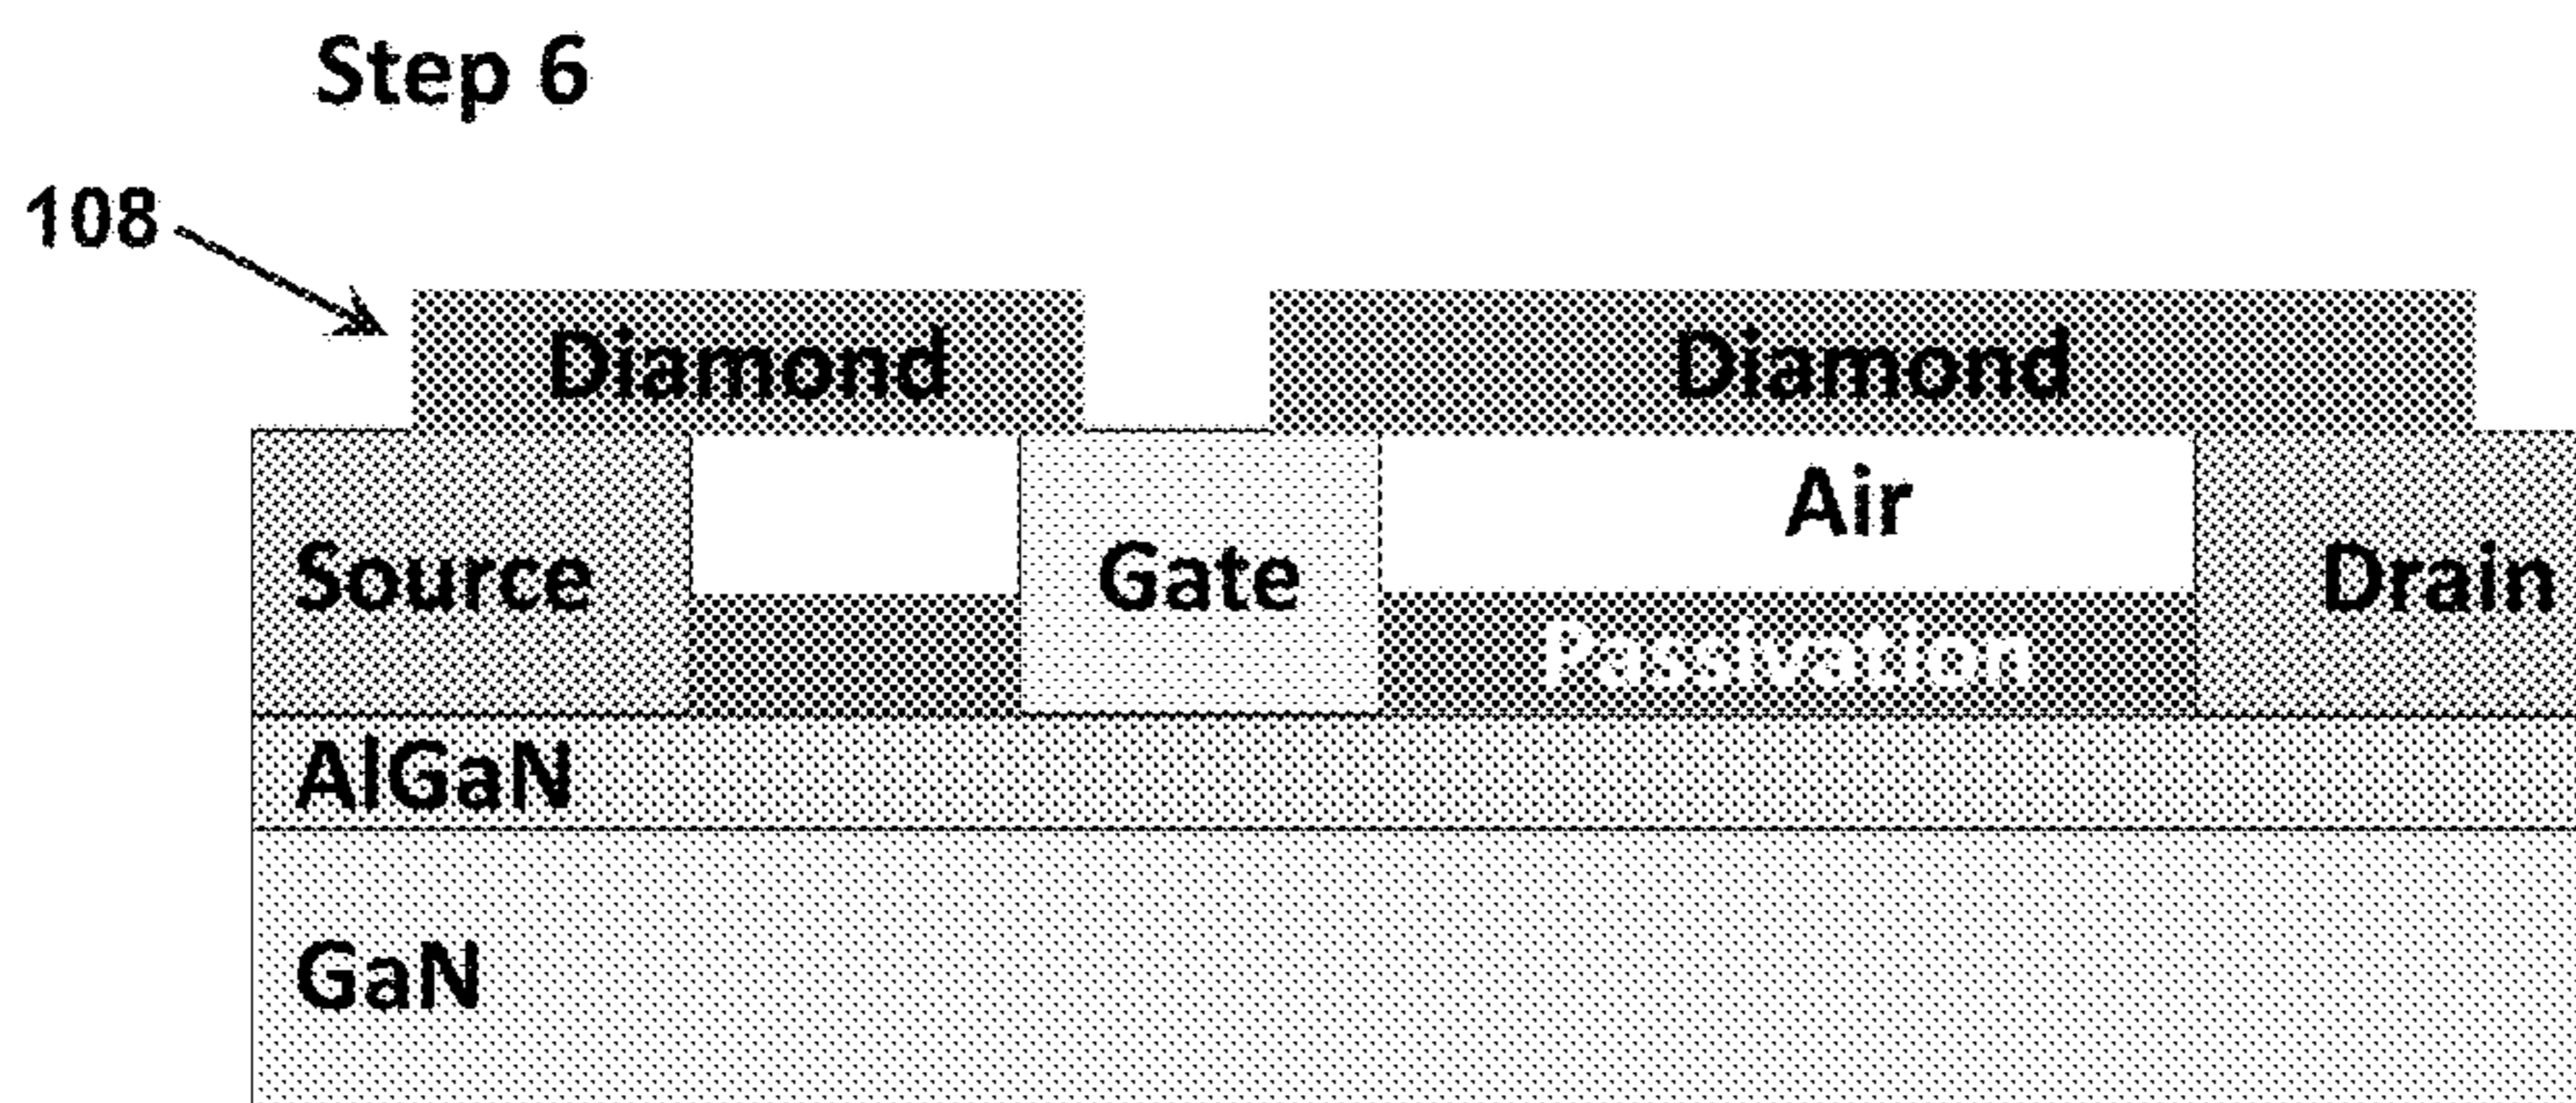 Step 6
108
Diamond
Diamond
Air
Source
Gate
Drain
Passivation
AlGaN
GaN